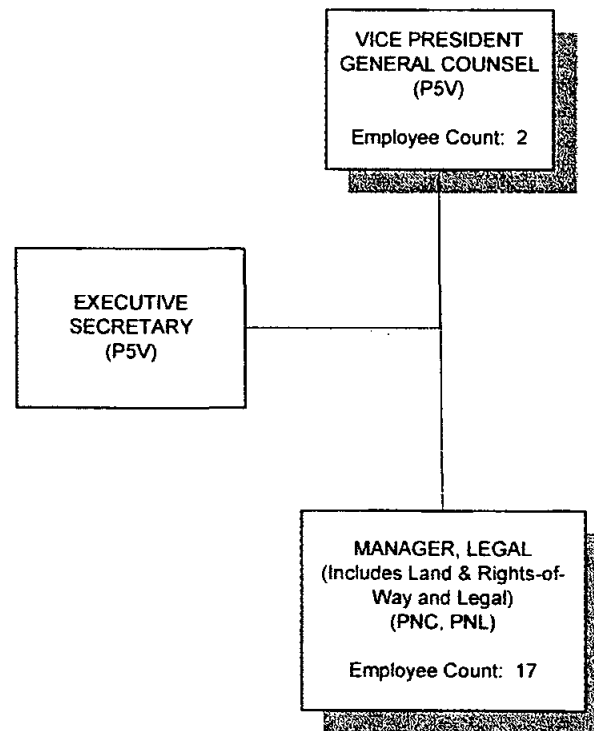 VICE PRESIDENT
GENERAL COUNSEL
(P5V)
Employee Count: 2
EXECUTIVE
SECRETARY
(P5V)
MANAGER, LEGAL
(Includes Land & Rights-of-
Way and Legal)
(PNC, PNL)
Employee Count: 17